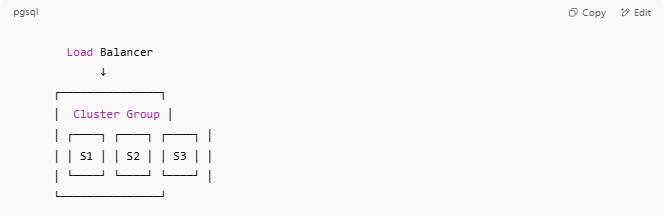 pgsql Copy Edit
Load Balancer
↓
┌───────────────┐
│  Cluster Group │
│ ┌────┐ ┌────┐ ┌────┐ │
│ │ S1 │ │ S2 │ │ S3 │ │
│ └────┘ └────┘ └────┘ │
└───────────────┘